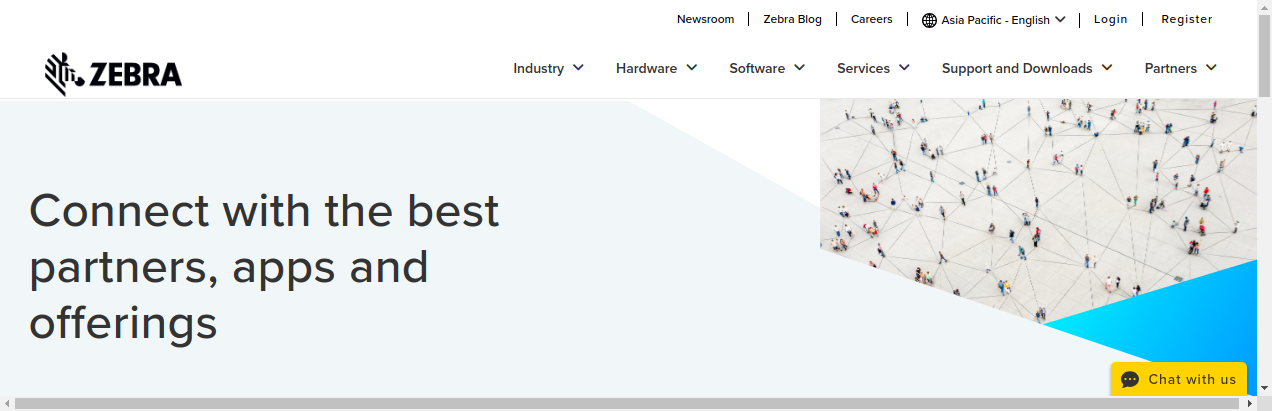 Newsroom
Zebra Blog
Careers
Asia Pacific - English
Login
Register
ZEBRA
Industry
Hardware
Software
Services
Support and Downloads
Partners
Connect with the best
partners, apps and
offerings
Chat with us